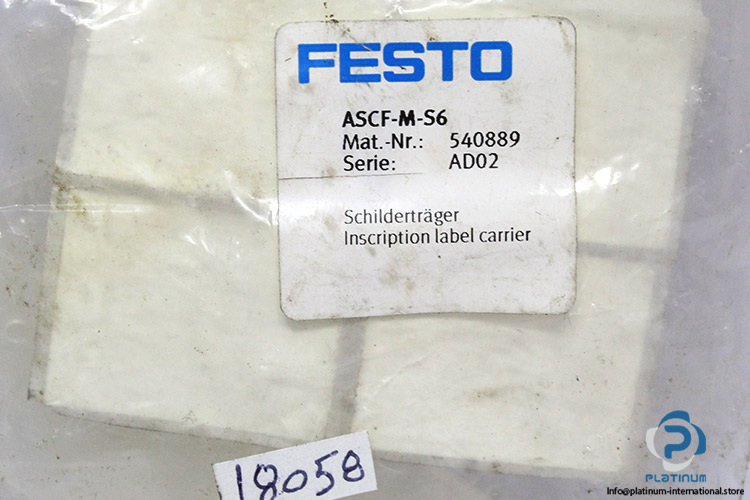 FESTO
ASCF-M-S6
Mat.-Nr.: 540889
Serie: AD02
Schilderträger
Inscription label carrier
18058
PLATINUM
Info@platinum-international.store